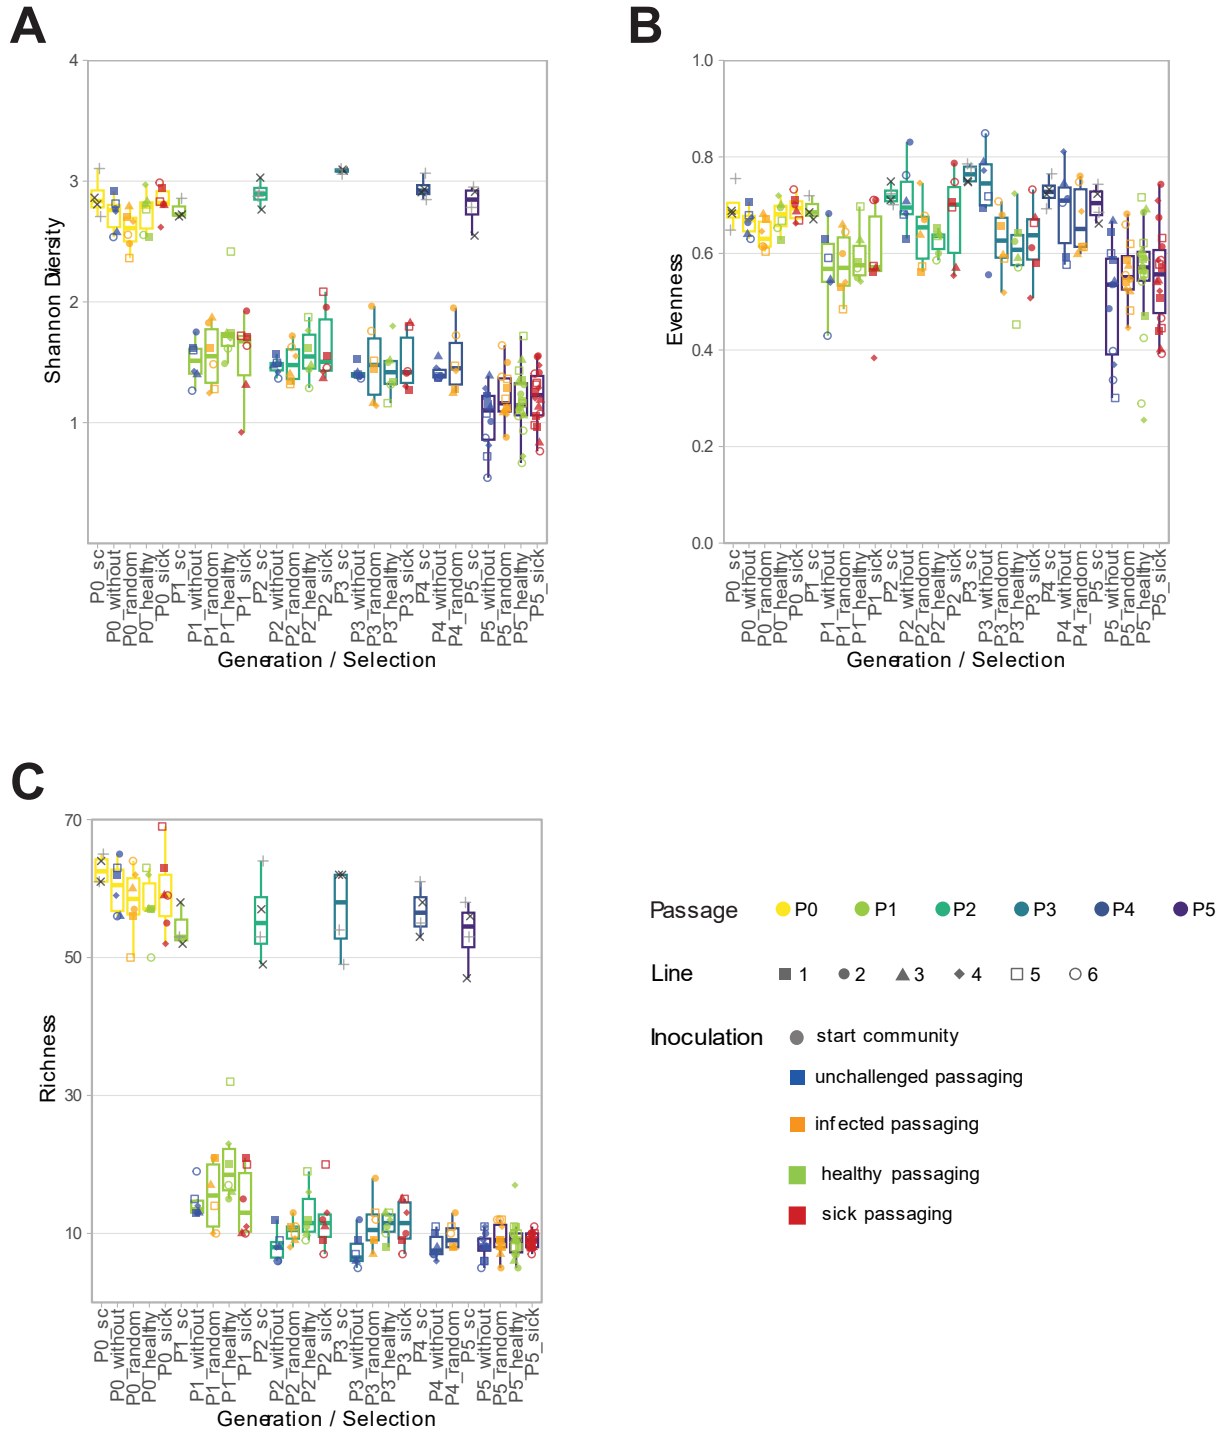 A
B
4
3
2
1
Shannon Diersity
P0_sc
P0_without
P0_random
P0_healthy
P0_sick
P1_sc
P1_without
P1_random
P1_healthy
P1_sick
P2_sc
P2_without
P2_random
P2_healthy
P2_sick
P3_sc
P3_without
P3_random
P3_healthy
P3_sick
P4_sc
P4_without
P4_random
P5_sc
P5_without
P5_random
P5_healthy
P5_sick
Generation / Selection
1.0
0.8
0.6
0.4
0.2
0.0
Evenness
P0_sc
P0_without
P0_random
P0_healthy
P0_sick
P1_sc
P1_without
P1_random
P1_healthy
P1_sick
P2_sc
P2_without
P2_random
P2_healthy
P2_sick
P3_sc
P3_without
P3_random
P3_healthy
P3_sick
P4_sc
P4_without
P4_random
P5_sc
P5_without
P5_random
P5_healthy
P5_sick
Generation / Selection
C
70
50
30
10
Richness
P0_sc
P0_without
P0_random
P0_healthy
P0_sick
P1_sc
P1_without
P1_random
P1_healthy
P1_sick
P2_sc
P2_without
P2_random
P2_healthy
P2_sick
P3_sc
P3_without
P3_random
P3_healthy
P3_sick
P4_sc
P4_without
P4_random
P5_sc
P5_without
P5_random
P5_healthy
P5_sick
Generation / Selection
Passage P0 P1 P2 P3 P4 P5
Line 1 2 3 4 5 6
Inoculation start community
unchallenged passaging
infected passaging
healthy passaging
sick passaging